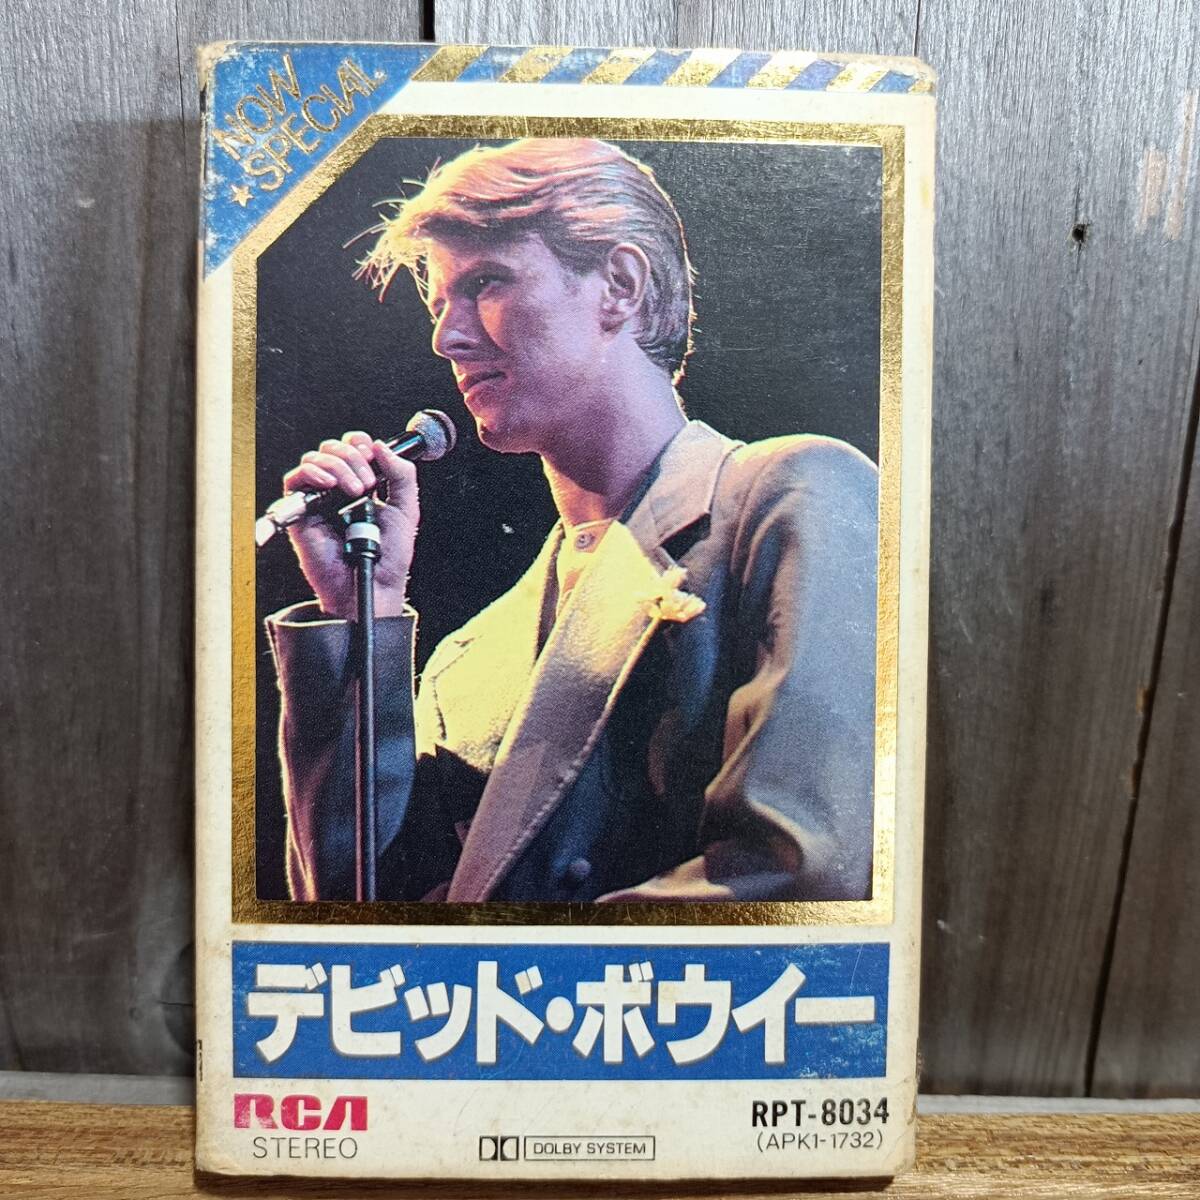 NOW
★SPECIAL
デビッド・ボウイー
RCA
STEREO
DOLBY SYSTEM
RPT-8034
(APK1-1732)